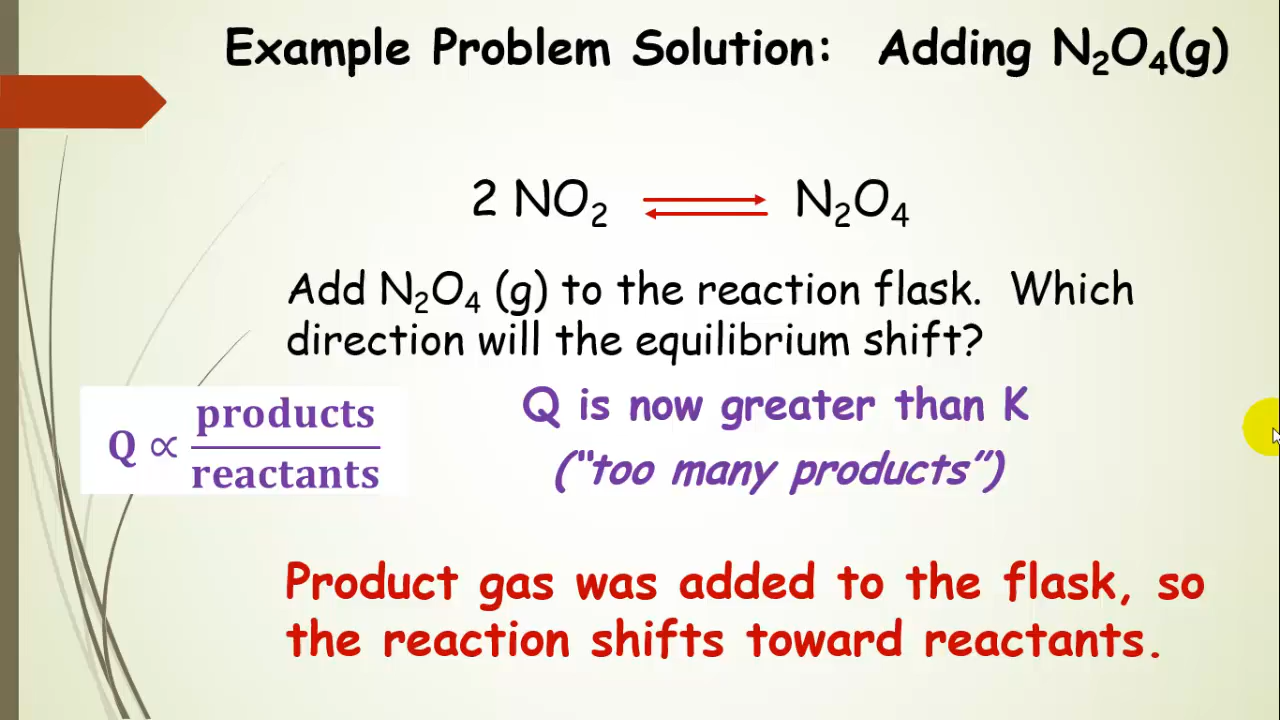 Example Problem Solution: Adding N₂O₄(g)
2 NO₂ ⇌ N₂O₄
Add N₂O₄ (g) to the reaction flask. Which
direction will the equilibrium shift?
Q ∝ products
reactants
Q is now greater than K
(“too many products”)
Product gas was added to the flask, so
the reaction shifts toward reactants.